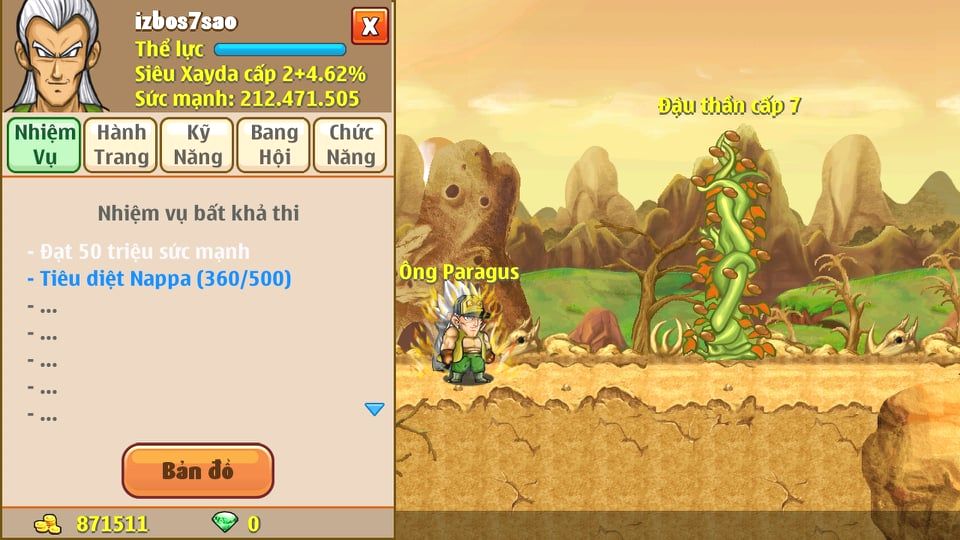 izbos7sao
X
Thể lực
Siêu Xayda cấp 2+4.62%
Sức mạnh: 212.471.505
Nhiệm Vụ
Hành Trang
Kỹ Năng
Bang Hội
Chức Năng
Nhiệm vụ bất khả thi
- Đạt 50 triệu sức mạnh
- Tiêu diệt Nappa (360/500)
- ...
- ...
- ...
- ...
- ...
Bản đồ
871511
0
Đậu thần cấp 7
Ông Paragus